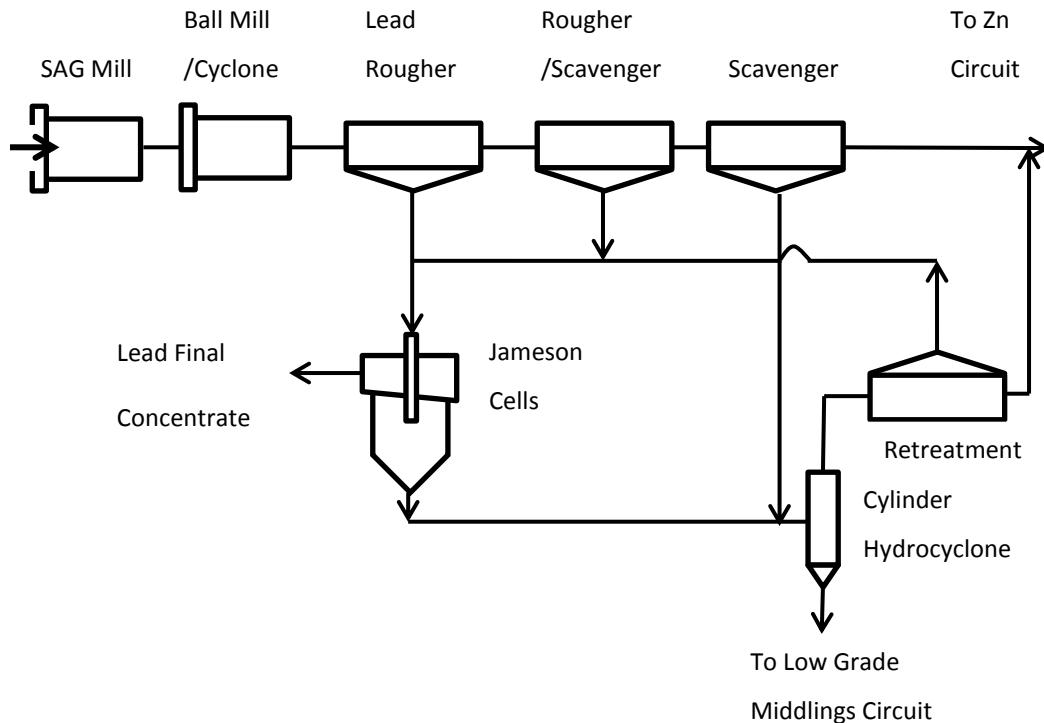 SAG Mill
Ball Mill
/Cyclone
Lead
Rougher
Rougher
/Scavenger
Scavenger
To Zn
Circuit
Lead Final
Concentrate
Jameson
Cells
Retreatment
Cylinder
Hydrocyclone
To Low Grade
Middlings Circuit